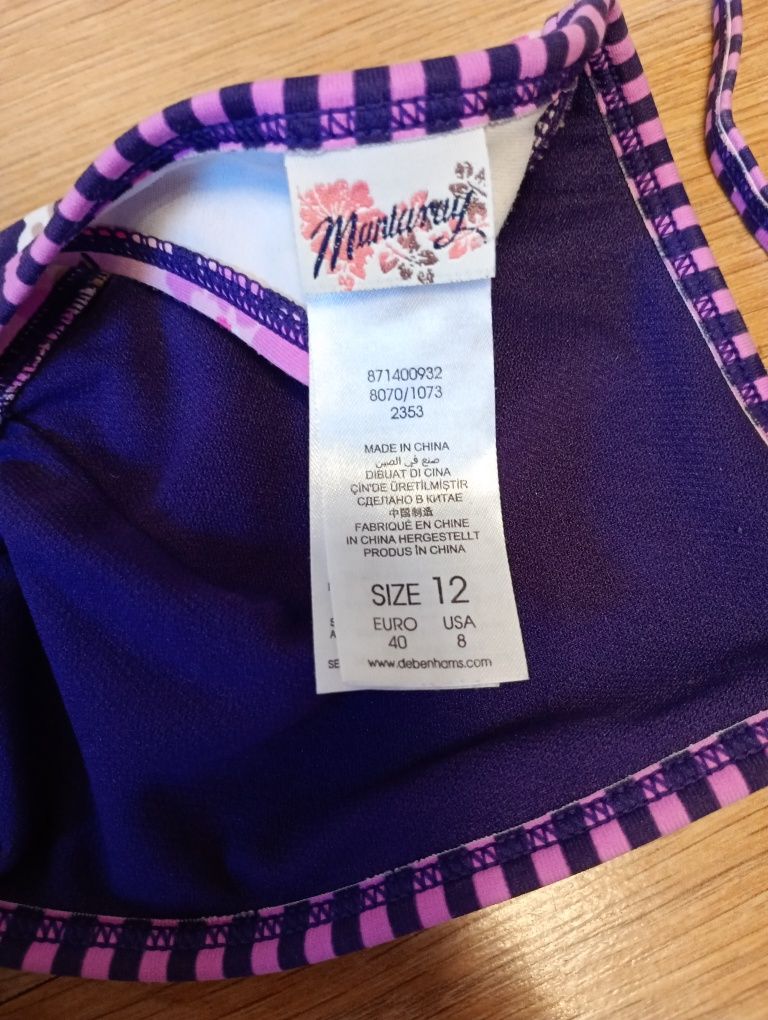 Mantaray
871400932
8070/1073
2353
MADE IN CHINA
صنع في الصين
DIBUAT DI CINA
ÇİN'DE ÜRETİLMİŞTİR
СДЕЛАНО В КИТАЕ
中国制造
FABRIQUÉ EN CHINE
IN CHINA HERGESTELLT
PRODUS ÎN CHINA
SIZE 12
EURO USA
40 8
www.debenhams.com